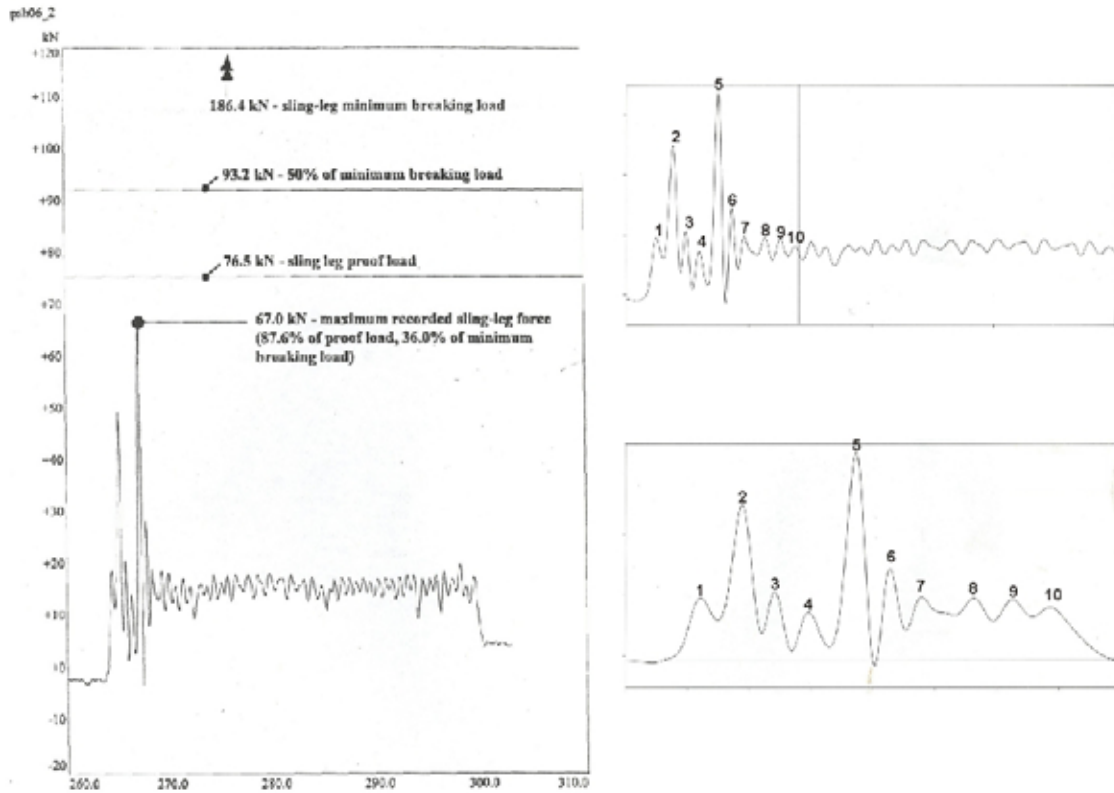 psh06_2
kN
+120
186.4 kN - sling-leg minimum breaking load
+110
+100
93.2 kN - 50% of minimum breaking load
+90
+80
76.5 kN - sling leg proof load
+70
67.0 kN - maximum recorded sling-leg force
(87.6% of proof load, 36.0% of minimum
breaking load)
+60
+50
+40
+30
+20
+10
+0
-10
-20
260.0 270.0 280.0 290.0 300.0 310.0
1 2 3 4 5 6 7 8 9 10
1 2 3 4 5 6 7 8 9 10